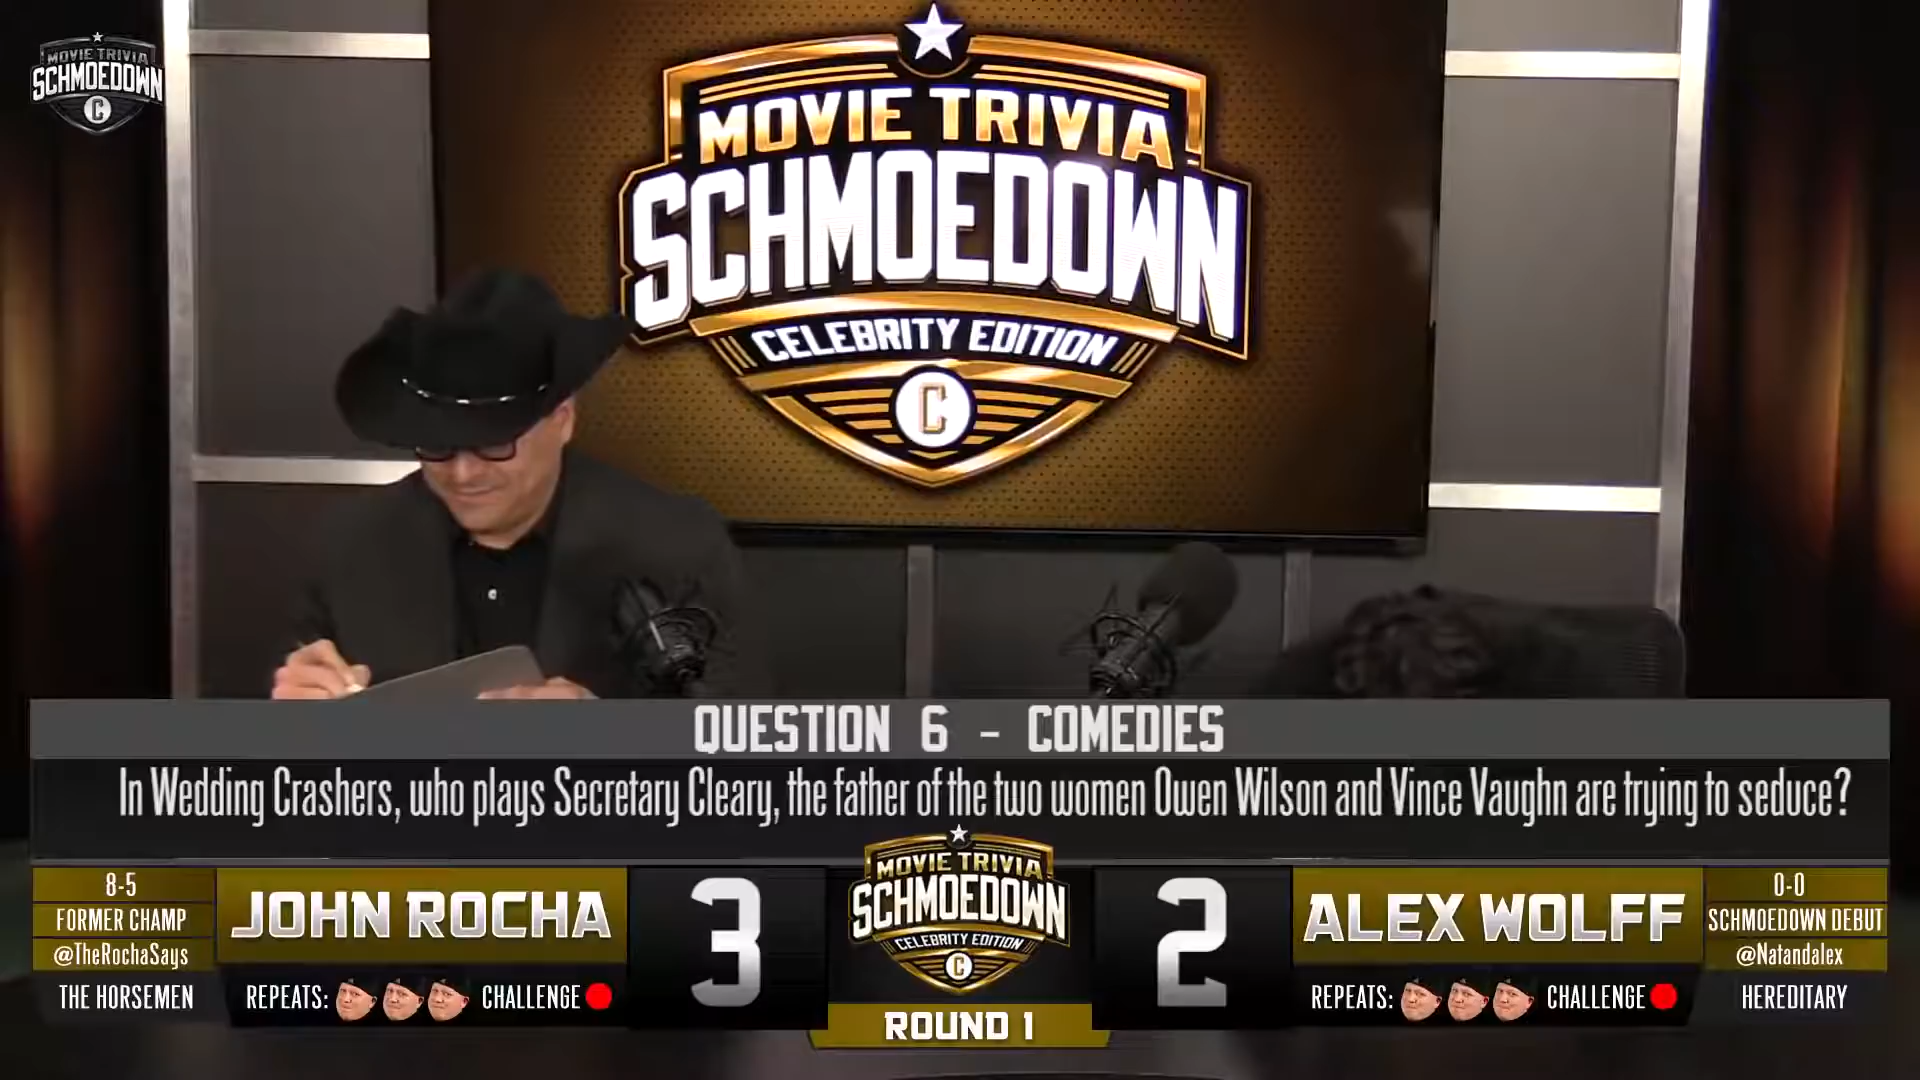 MOVIE TRIVIA
SCHMOEDOWN
C
MOVIE TRIVIA
SCHMOEDOWN
CELEBRITY EDITION
C
QUESTION 6 - COMEDIES
In Wedding Crashers, who plays Secretary Cleary, the father of the two women Owen Wilson and Vince Vaughn are trying to seduce?
8-5
FORMER CHAMP
@TheRochaSays
THE HORSEMEN
JOHN ROCHA
REPEATS:
CHALLENGE
3
MOVIE TRIVIA
SCHMOEDOWN
CELEBRITY EDITION
C
ROUND 1
2
ALEX WOLFF
REPEATS:
CHALLENGE
0-0
SCHMOEDOWN DEBUT
@Natandalex
HEREDITARY